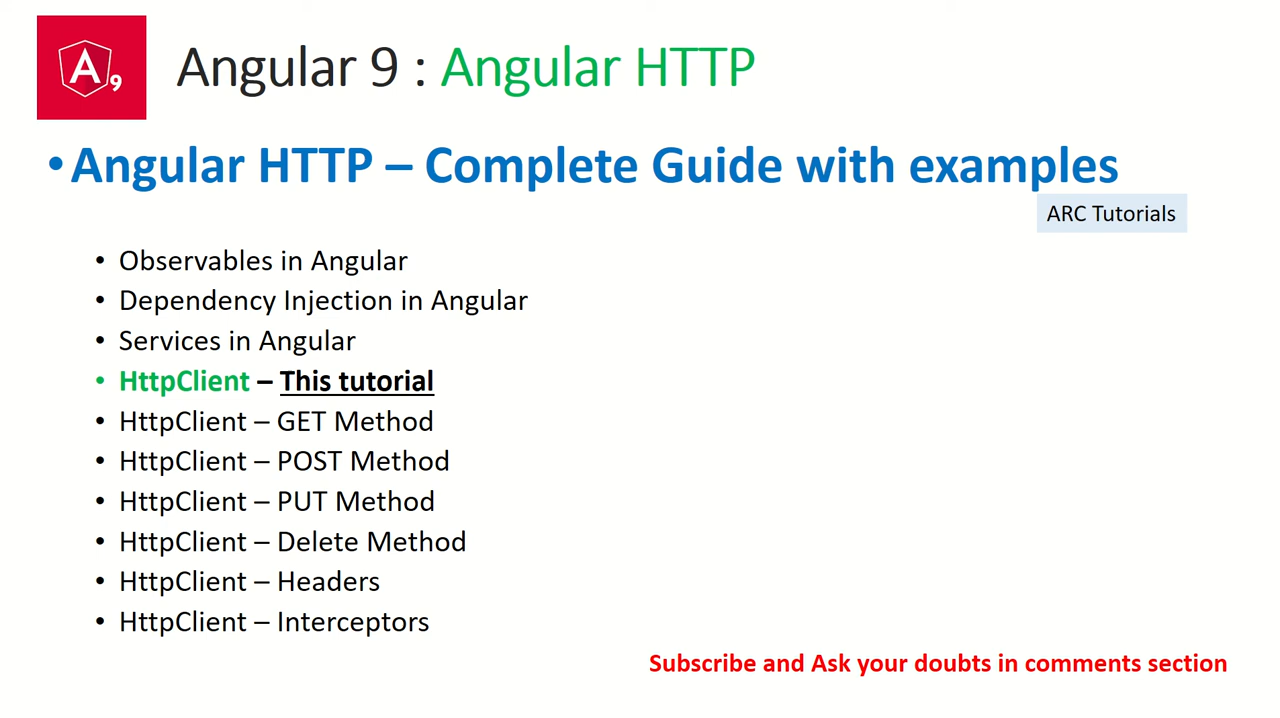 A9
Angular 9 : Angular HTTP
•Angular HTTP – Complete Guide with examples
ARC Tutorials
• Observables in Angular
• Dependency Injection in Angular
• Services in Angular
• HttpClient – This tutorial
• HttpClient – GET Method
• HttpClient – POST Method
• HttpClient – PUT Method
• HttpClient – Delete Method
• HttpClient – Headers
• HttpClient – Interceptors
Subscribe and Ask your doubts in comments section